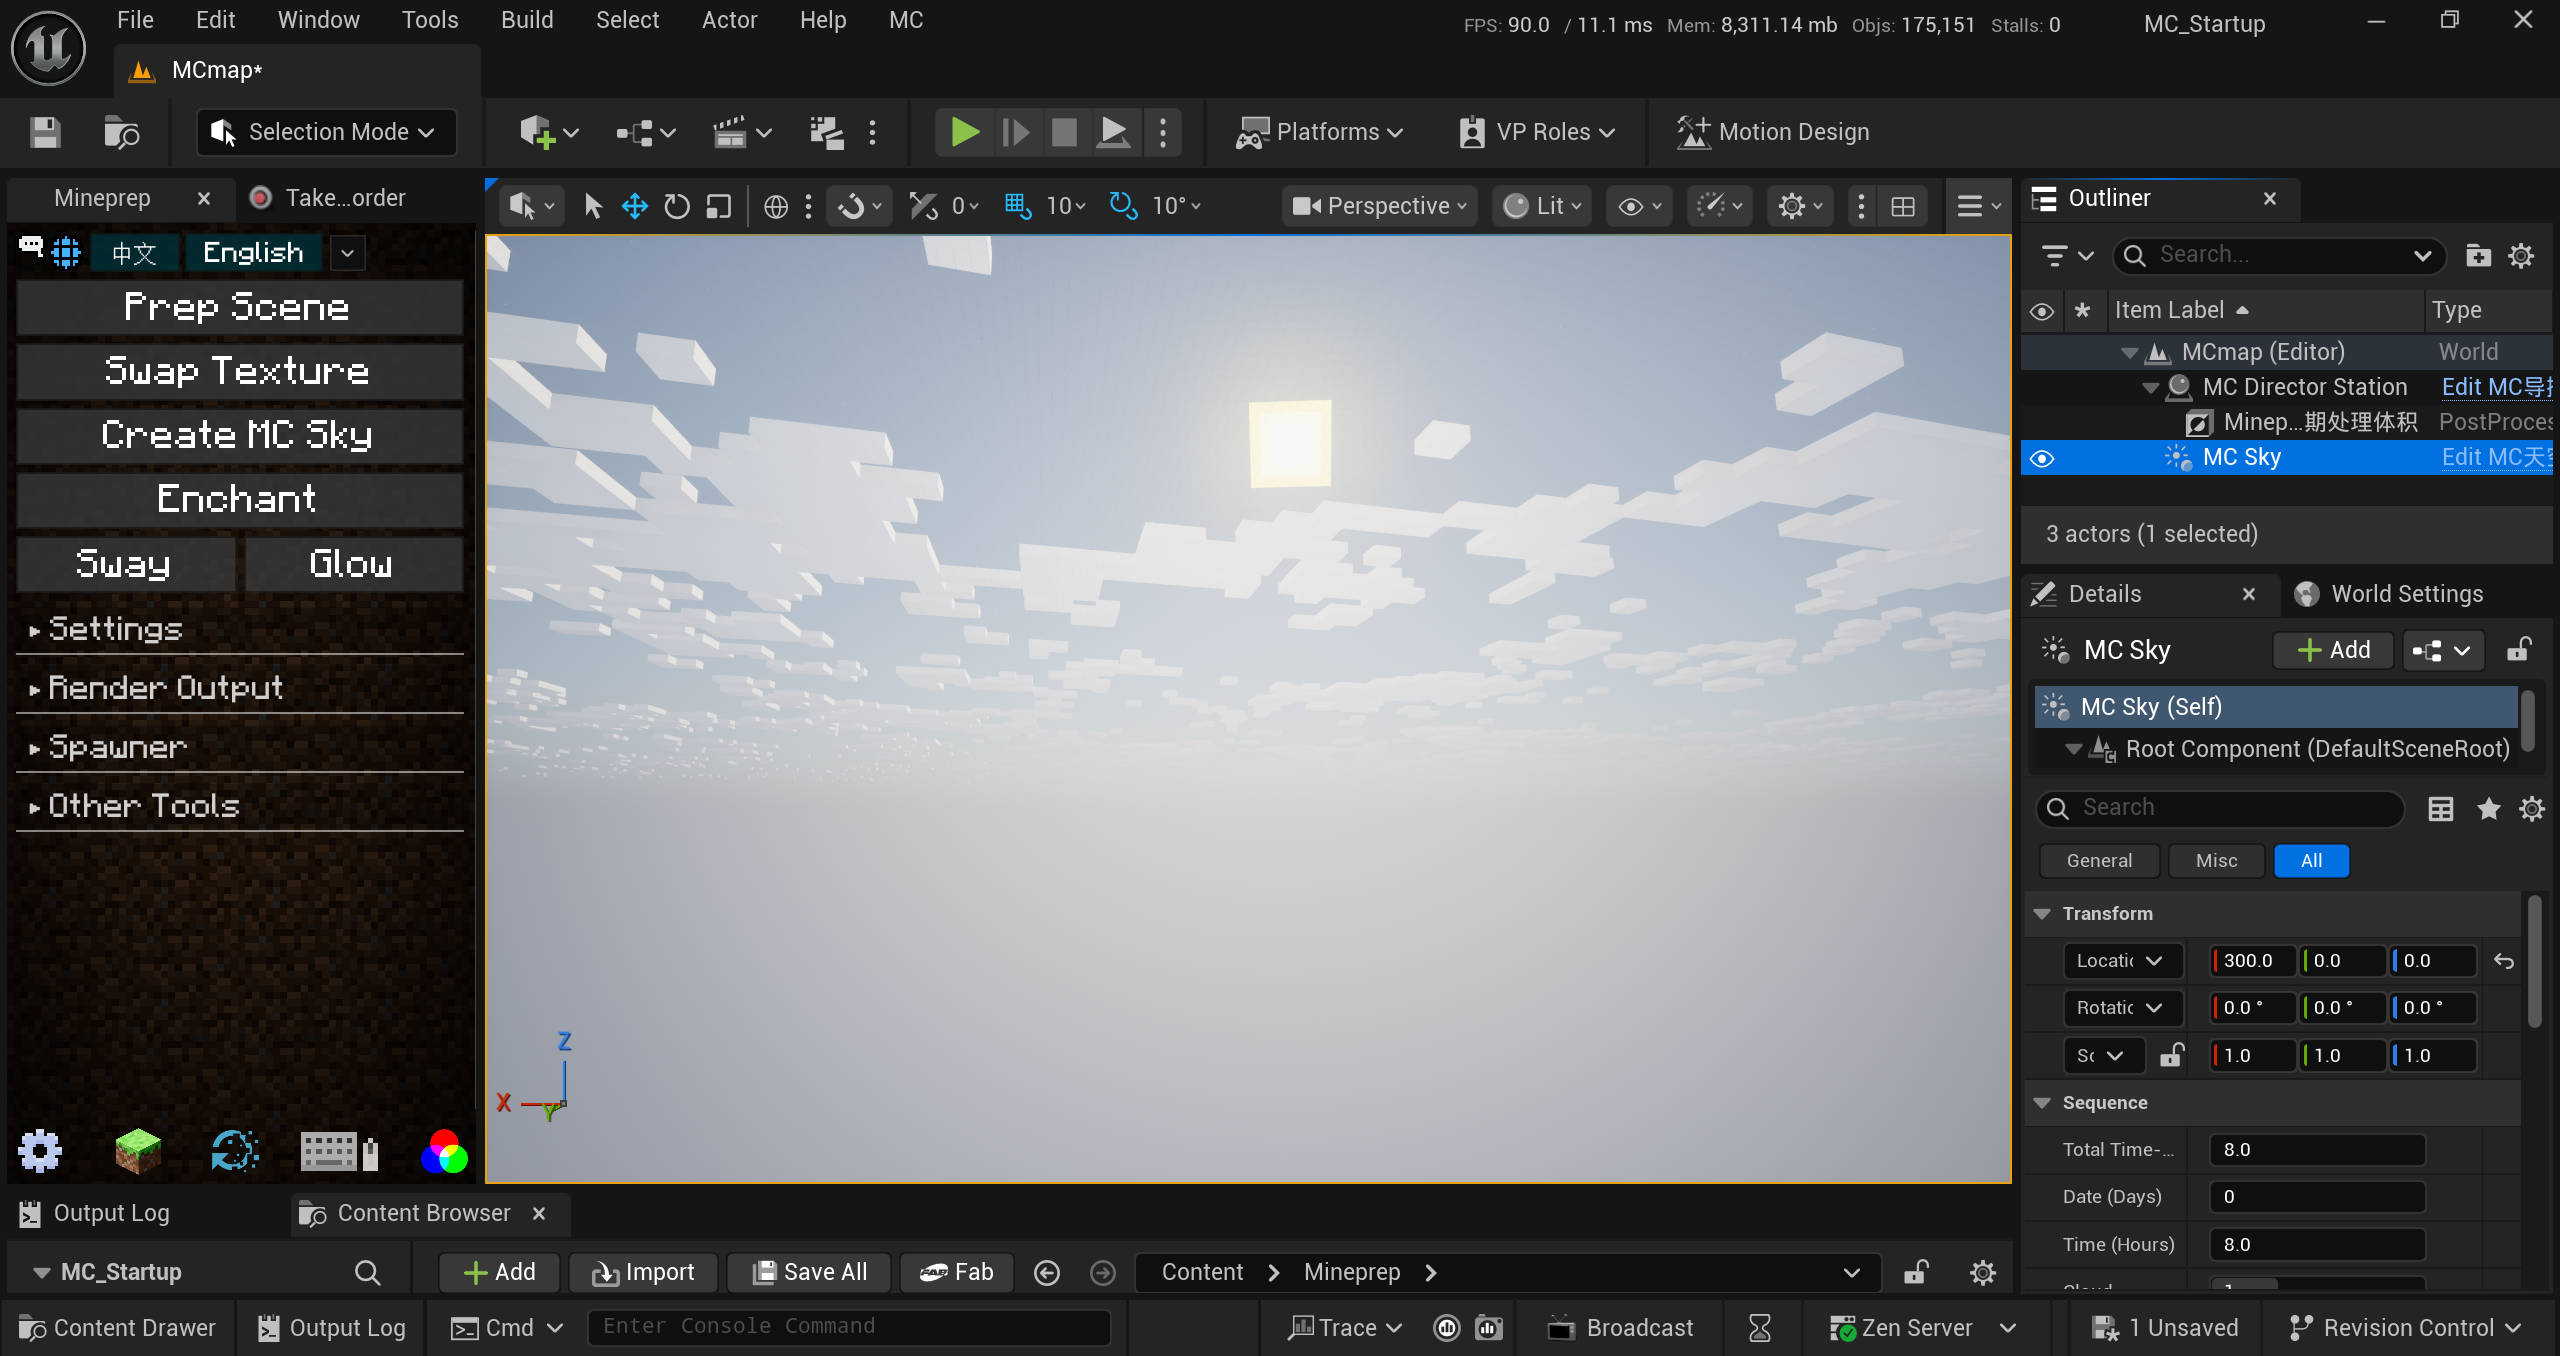 File Edit Window Tools Build Select Actor Help MC
FPS: 90.0 / 11.1 ms Mem: 8,311.14 mb Objs: 175,151 Stalls: 0
MC_Startup
MCmap*
Selection Mode
Platforms
VP Roles
Motion Design
Mineprep
Take...order
中文
English
Prep Scene
Swap Texture
Create MC Sky
Enchant
Sway
Glow
Settings
Render Output
Spawner
Other Tools
0
10
10°
Perspective
Lit
Z
X
Y
Outliner
Search...
Item Label
Type
MCmap (Editor) World
MC Director Station Edit MC导
Minep...期处理体积 PostProces
MC Sky Edit MC天
3 actors (1 selected)
Details
World Settings
MC Sky
Add
MC Sky (Self)
Root Component (DefaultSceneRoot)
Search
General
Misc
All
Transform
Locatic 300.0 0.0 0.0
Rotatic 0.0 ° 0.0 ° 0.0 °
Sc 1.0 1.0 1.0
Sequence
Total Time-... 8.0
Date (Days) 0
Time (Hours) 8.0
Output Log
Content Browser
MC_Startup
Add
Import
Save All
FAB Fab
Content
Mineprep
Content Drawer
Output Log
Cmd
Enter Console Command
Trace
Broadcast
Zen Server
1 Unsaved
Revision Control